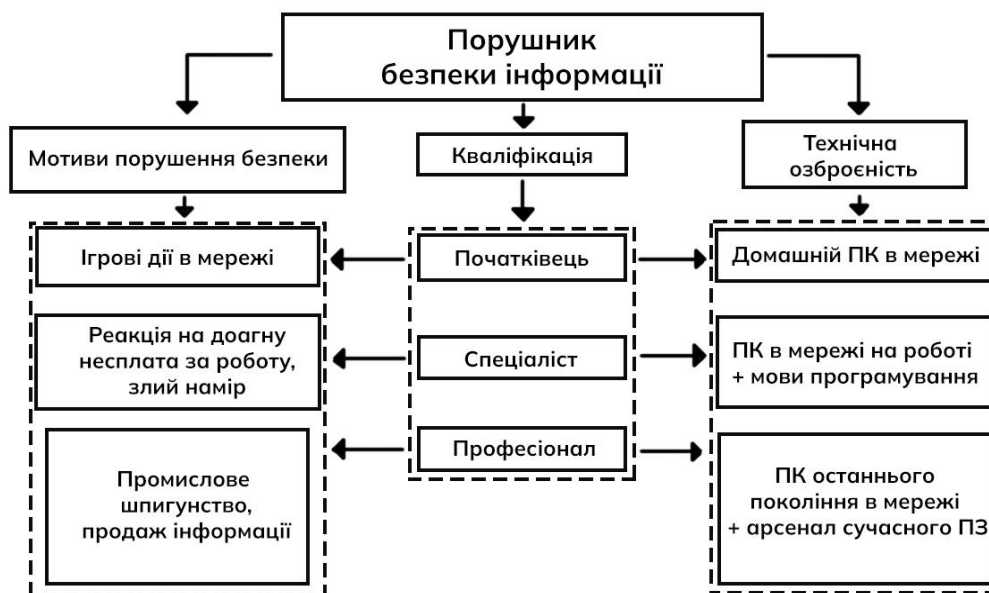 Порушник
безпеки інформації
Мотиви порушення безпеки
Кваліфікація
Технічна
озброєність
Ігрові дії в мережі
Початківець
Домашній ПК в мережі
Реакція на доагну
несплата за роботу,
злий намір
Спеціаліст
ПК в мережі на роботі
+ мови програмування
Промислове
шпигунство,
продаж інформації
Професіонал
ПК останнього
покоління в мережі
+ арсенал сучасного ПЗ